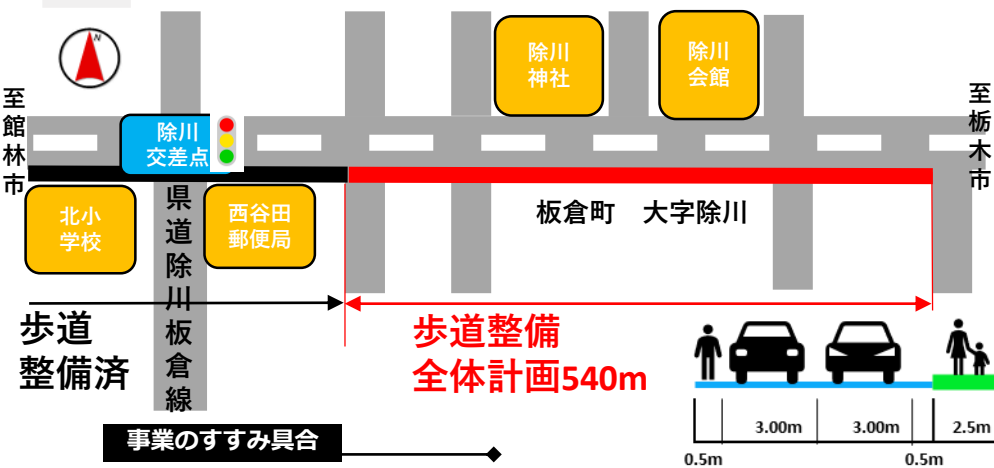 N
除川
神社
除川
会館
至館林市
至栃木市
除川
交差点
北小
学校
県道除川板倉線
西谷田
郵便局
板倉町　大字除川
歩道
整備済
歩道整備
全体計画540m
3.00m
3.00m
2.5m
0.5m
0.5m
事業のすすみ具合